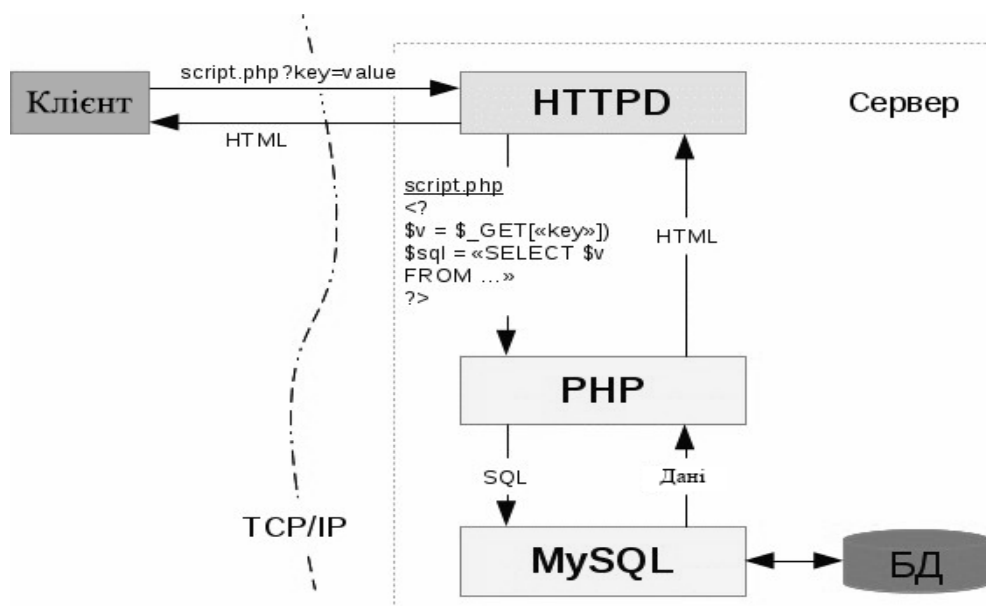 script.php?key=value
Клієнт
HTTPD
Сервер
HTML
script.php
<?
$v = $_GET[«key»])
$sql = «SELECT $v
FROM ...»
?>
HTML
PHP
SQL
Дані
TCP/IP
MySQL
БД